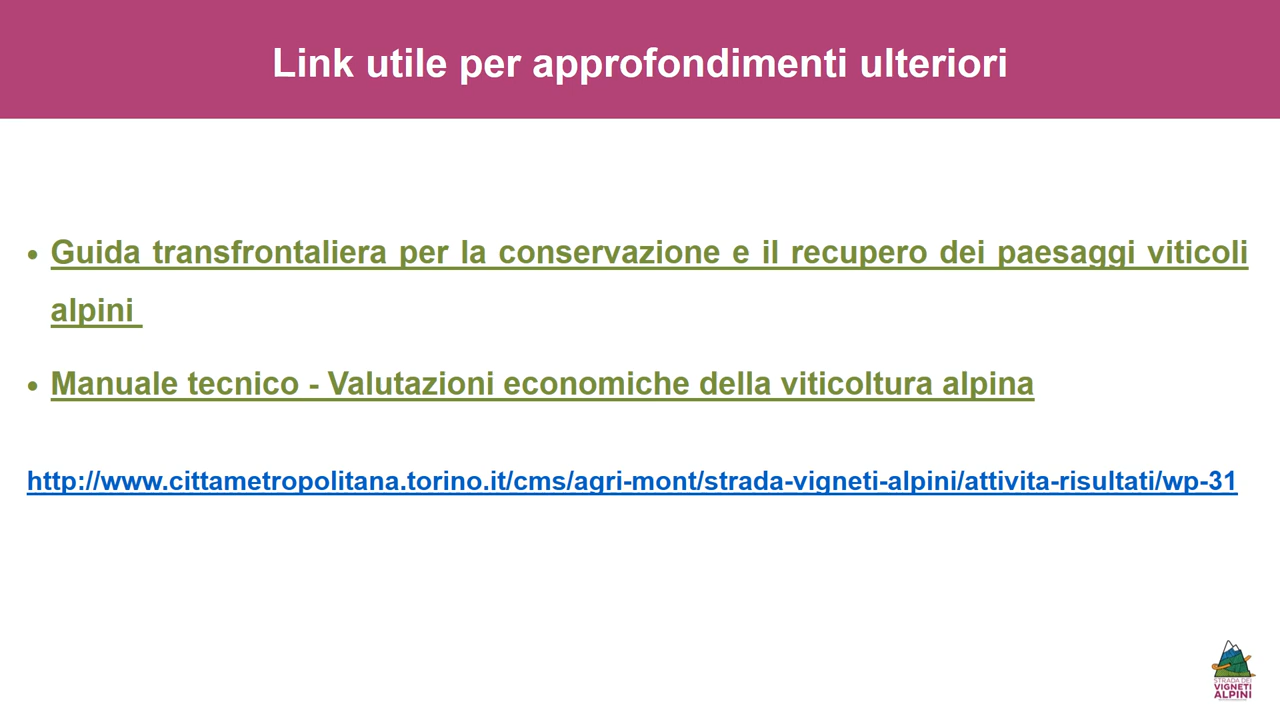 Link utile per approfondimenti ulteriori
• Guida transfrontaliera per la conservazione e il recupero dei paesaggi viticoli
alpini
• Manuale tecnico - Valutazioni economiche della viticoltura alpina
http://www.cittametropolitana.torino.it/cms/agri-mont/strada-vigneti-alpini/attivita-risultati/wp-31
STRADA DEI
VIGNETI
ALPINI